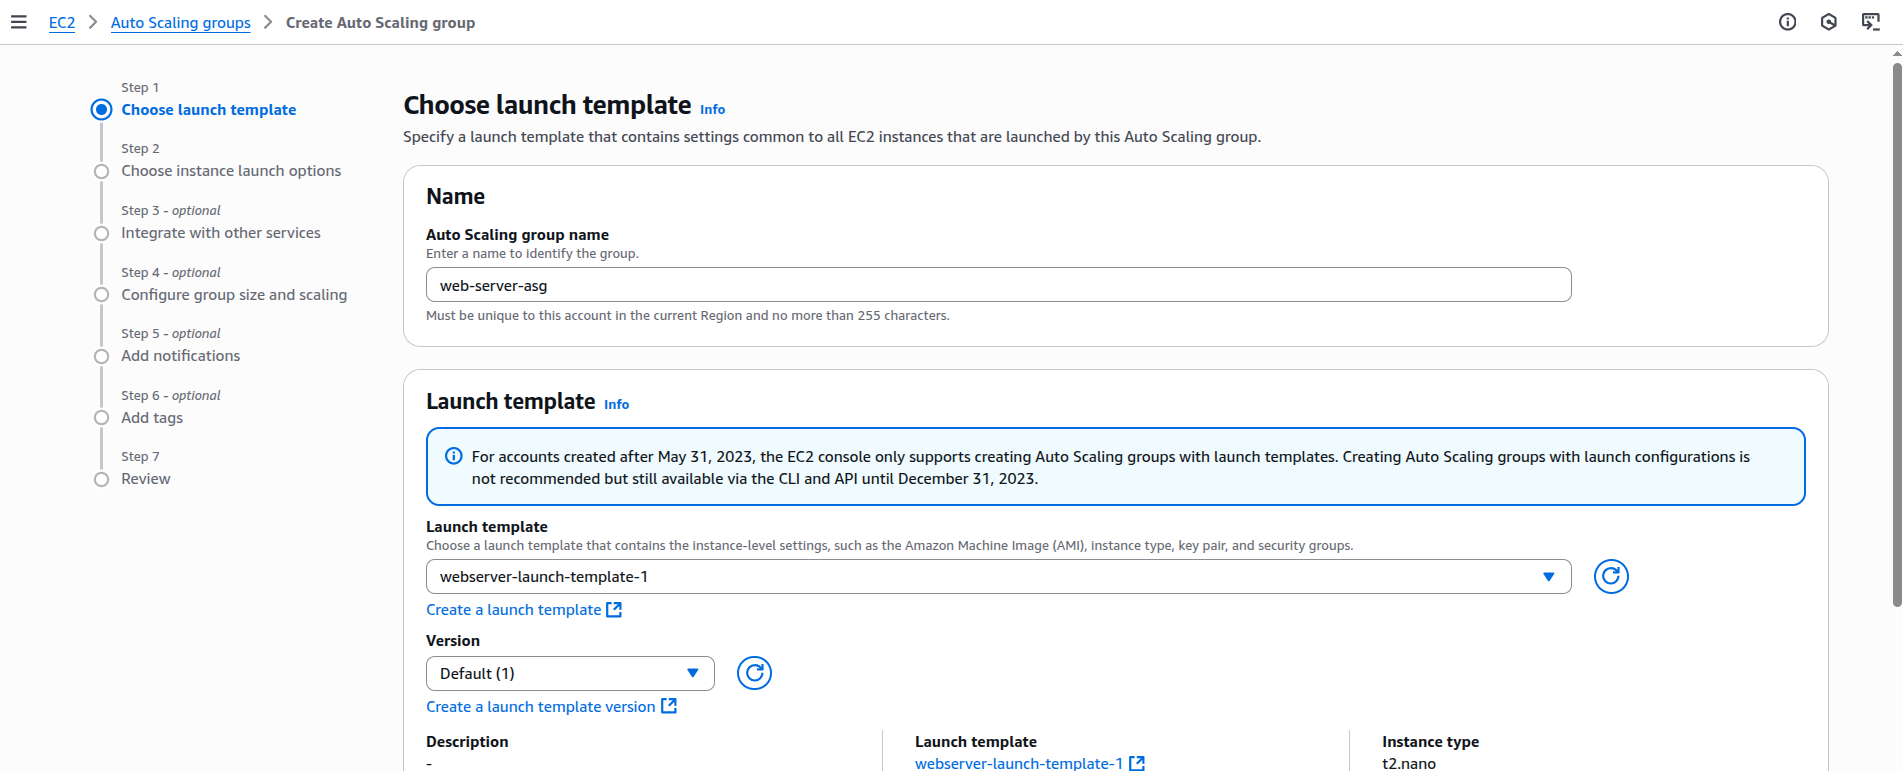 EC2 > Auto Scaling groups > Create Auto Scaling group
Step 1
Choose launch template
Step 2
Choose instance launch options
Step 3 - optional
Integrate with other services
Step 4 - optional
Configure group size and scaling
Step 5 - optional
Add notifications
Step 6 - optional
Add tags
Step 7
Review
Choose launch template Info
Specify a launch template that contains settings common to all EC2 instances that are launched by this Auto Scaling group.
Name
Auto Scaling group name
Enter a name to identify the group.
web-server-asg
Must be unique to this account in the current Region and no more than 255 characters.
Launch template Info
For accounts created after May 31, 2023, the EC2 console only supports creating Auto Scaling groups with launch templates. Creating Auto Scaling groups with launch configurations is
not recommended but still available via the CLI and API until December 31, 2023.
Launch template
Choose a launch template that contains the instance-level settings, such as the Amazon Machine Image (AMI), instance type, key pair, and security groups.
webserver-launch-template-1
Create a launch template
Version
Default (1)
Create a launch template version
Description
-
Launch template
webserver-launch-template-1
Instance type
t2.nano